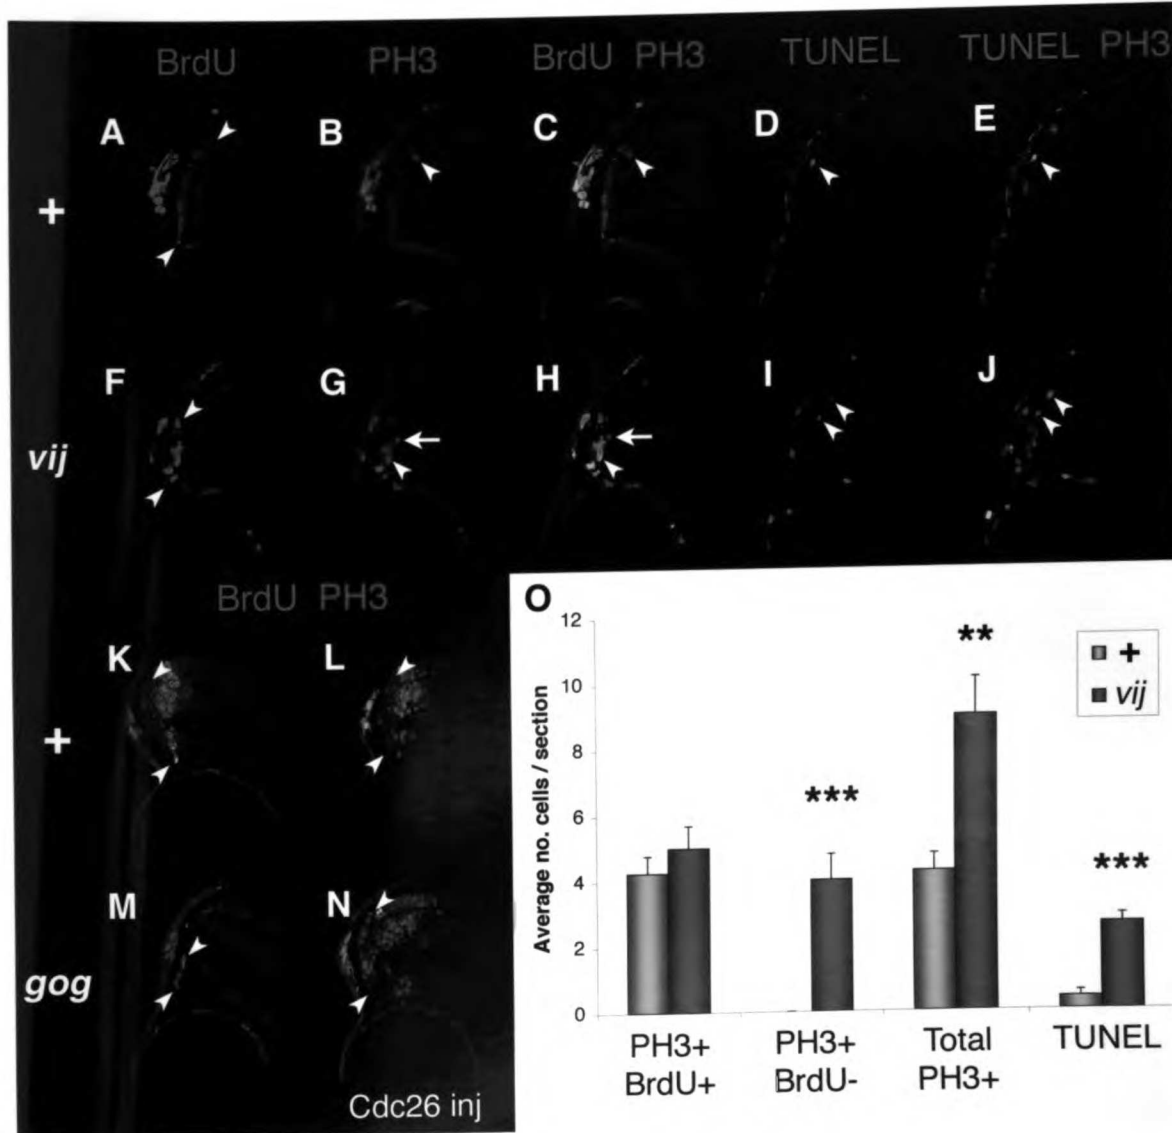 BrdU PH3 BrdU PH3 TUNEL TUNEL PH3
A B C D E
+
F G H I J
vij
BrdU PH3
K L
+
M N
gog
Cdc26 inj
O
Average no. cells / section
12
10
8
6
4
2
0
***
**
***
+
vij
PH3+
BrdU+
PH3+
BrdU-
Total
PH3+
TUNEL